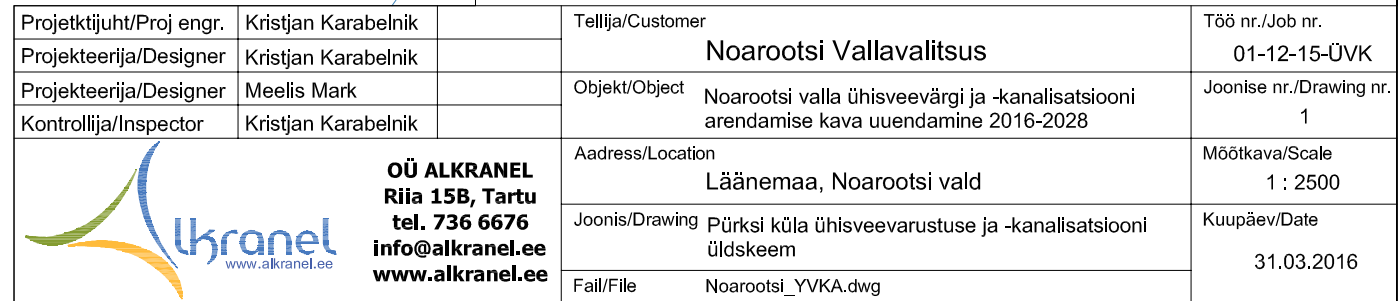 Projetktijuht/Proj engr. Kristjan Karabelnik
Projekteerija/Designer Kristjan Karabelnik
Projekteerija/Designer Meelis Mark
Kontrollija/Inspector Kristjan Karabelnik
lkranel
www.alkranel.ee
OÜ ALKRANEL
Riia 15B, Tartu
tel. 736 6676
info@alkranel.ee
www.alkranel.ee
Tellija/Customer
Noarootsi Vallavalitsus
Objekt/Object
Noarootsi valla ühisveevärgi ja -kanalisatsiooni
arendamise kava uuendamine 2016-2028
Aadress/Location
Läänemaa, Noarootsi vald
Joonis/Drawing
Pürksi küla ühisveevarustuse ja -kanalisatsiooni
üldskeem
Fail/File Noarootsi_YVKA.dwg
Töö nr./Job nr.
01-12-15-ÜVK
Joonise nr./Drawing nr.
1
Mõõtkava/Scale
1 : 2500
Kuupäev/Date
31.03.2016